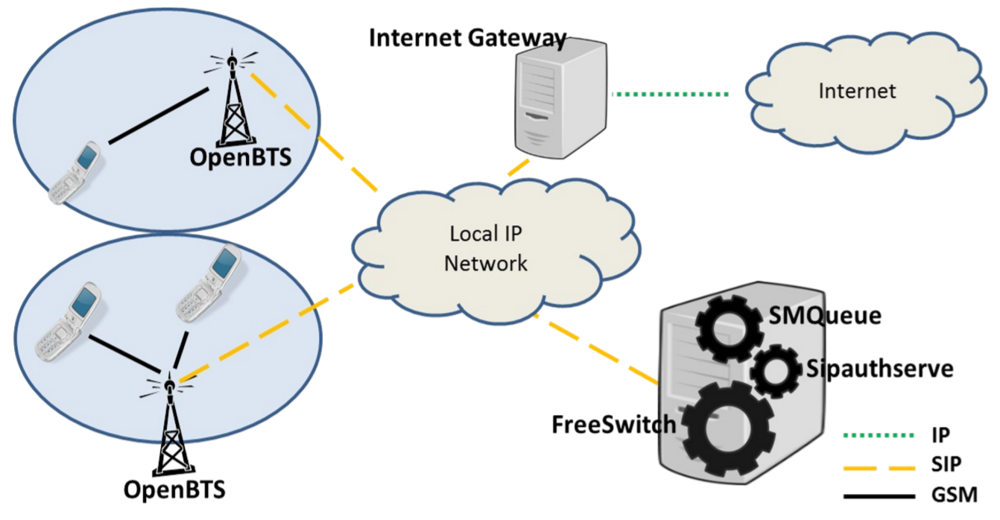 Internet Gateway
Internet
OpenBTS
Local IP
Network
SMQueue
Sipauthserve
FreeSwitch
OpenBTS
IP
SIP
GSM